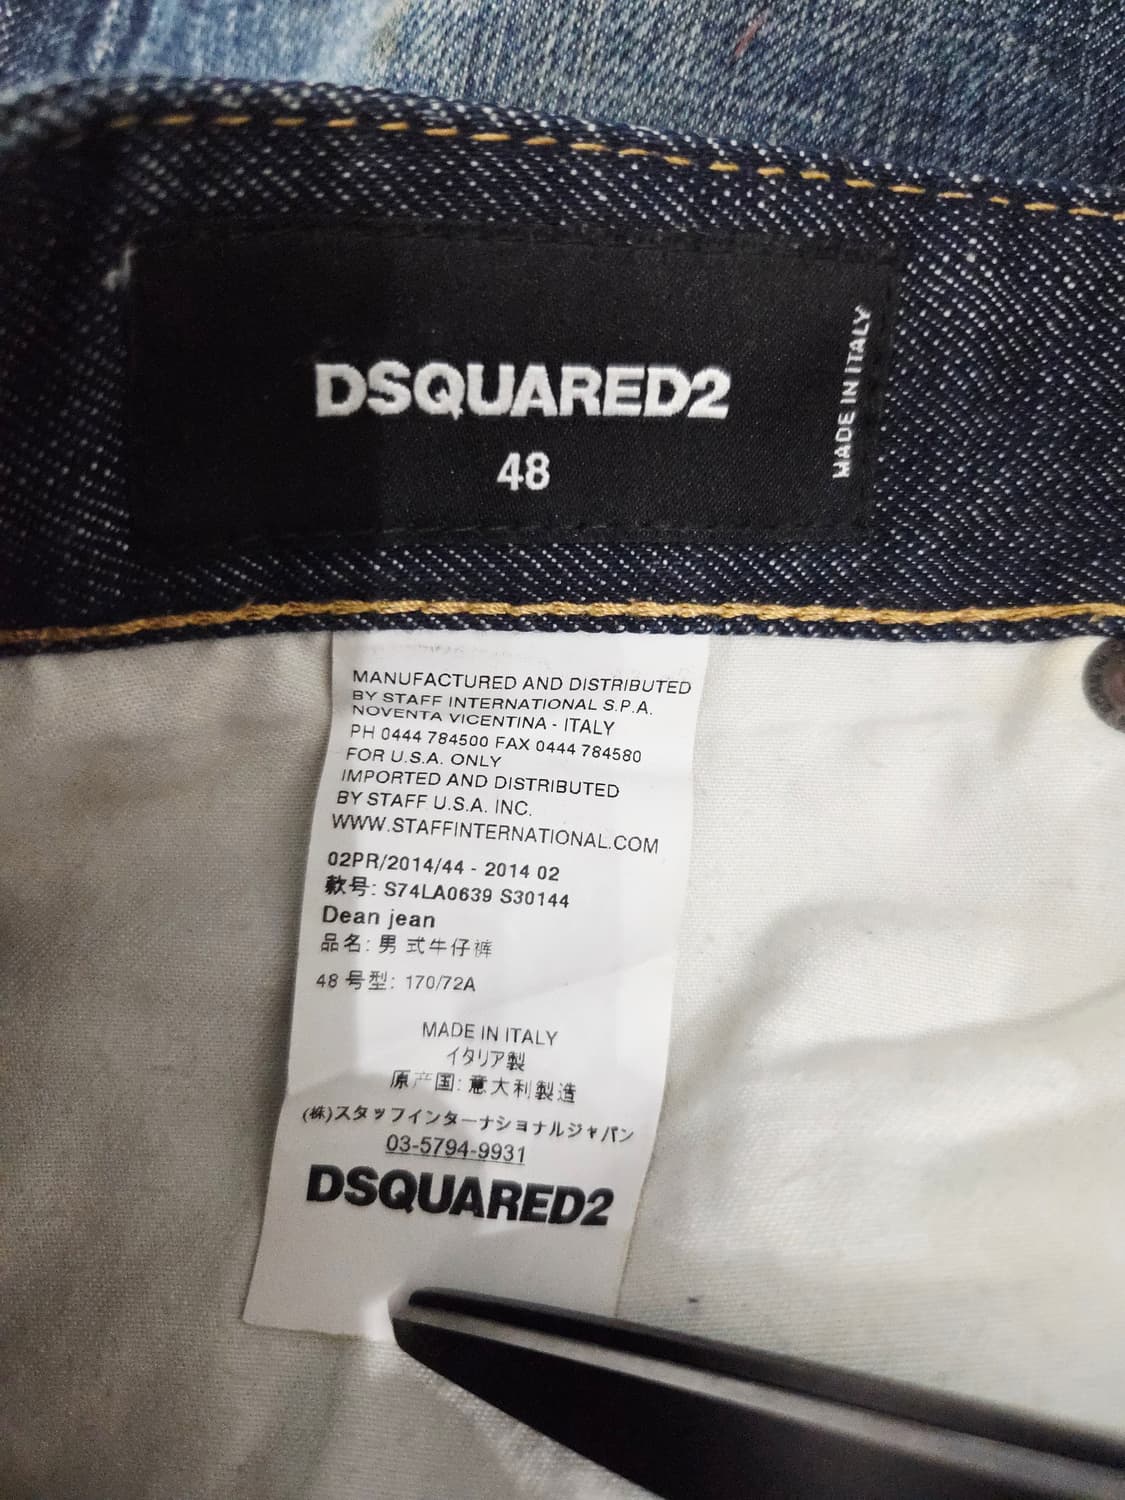 DSQUARED2
48
MADE IN ITALY
MANUFACTURED AND DISTRIBUTED
BY STAFF INTERNATIONAL S.P.A.
NOVENTA VICENTINA - ITALY
PH 0444 784500 FAX 0444 784580
FOR U.S.A. ONLY
IMPORTED AND DISTRIBUTED
BY STAFF U.S.A. INC.
WWW.STAFFINTERNATIONAL.COM
02PR/2014/44 - 2014 02
款号: S74LA0639 S30144
Dean jean
品名: 男式牛仔裤
48 号型: 170/72A
MADE IN ITALY
イタリア製
原产国: 意大利製造
(株)スタッフインターナショナルジャパン
03-5794-9931
DSQUARED2